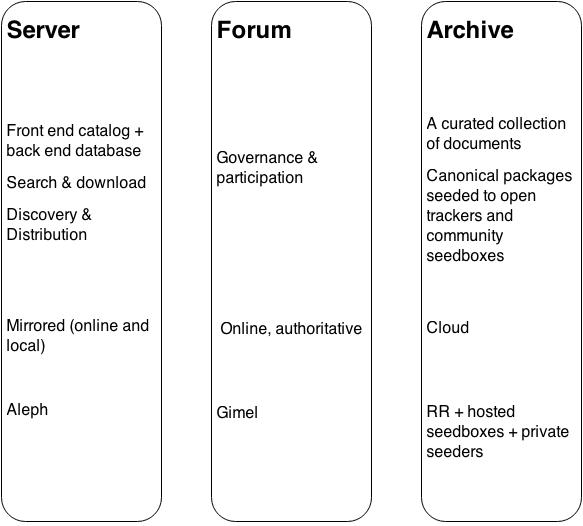 Server
Front end catalog +
back end database
Search & download
Discovery &
Distribution
Mirrored (online and
local)
Aleph
Forum
Governance &
participation
Online, authoritative
Gimel
Archive
A curated collection
of documents
Canonical packages
seeded to open
trackers and
community
seedboxes
Cloud
RR + hosted
seedboxes + private
seeders